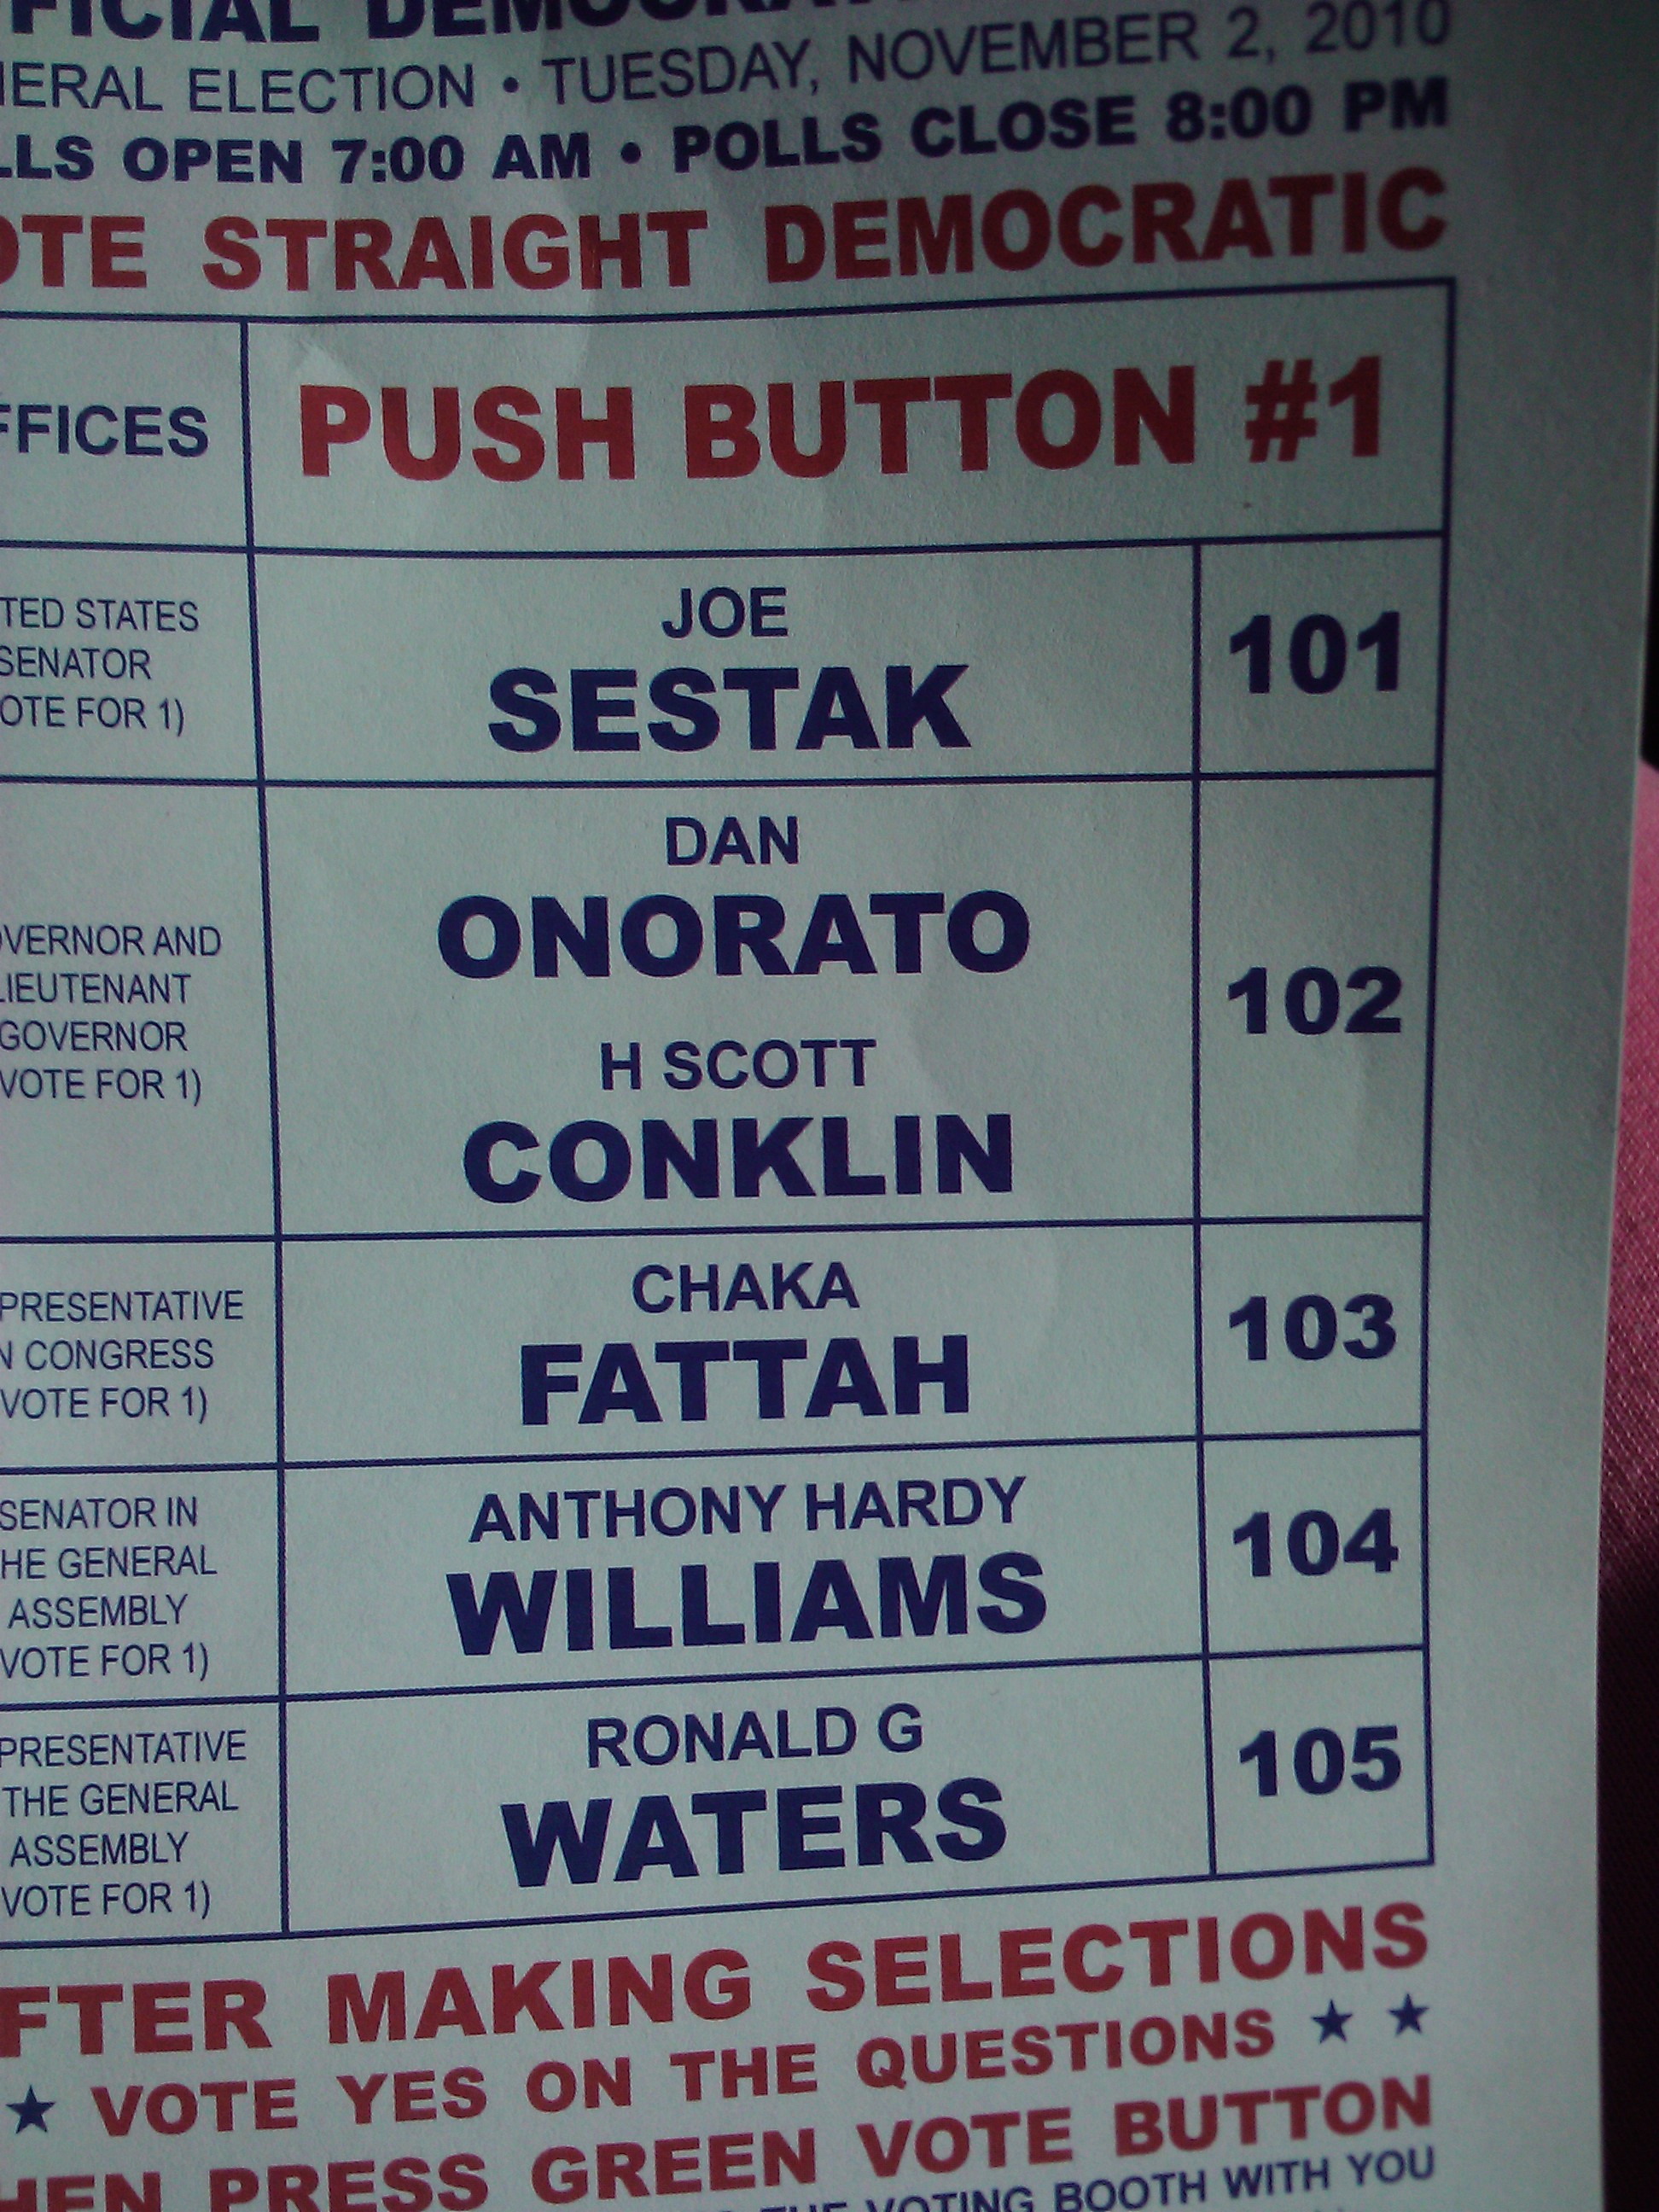 FICIAL DEMOCRA
NERAL ELECTION • TUESDAY, NOVEMBER 2, 2010
LLS OPEN 7:00 AM • POLLS CLOSE 8:00 PM
OTE STRAIGHT DEMOCRATIC
FFICES
PUSH BUTTON #1
TED STATES
SENATOR
OTE FOR 1)
JOE
SESTAK
101
OVERNOR AND
LIEUTENANT
GOVERNOR
VOTE FOR 1)
DAN
ONORATO
H SCOTT
CONKLIN
102
PRESENTATIVE
N CONGRESS
VOTE FOR 1)
CHAKA
FATTAH
103
SENATOR IN
HE GENERAL
ASSEMBLY
VOTE FOR 1)
ANTHONY HARDY
WILLIAMS
104
PRESENTATIVE
THE GENERAL
ASSEMBLY
VOTE FOR 1)
RONALD G
WATERS
105
FTER MAKING SELECTIONS
★ VOTE YES ON THE QUESTIONS ★ ★
HEN PRESS GREEN VOTE BUTTON
THE VOTING BOOTH WITH YOU